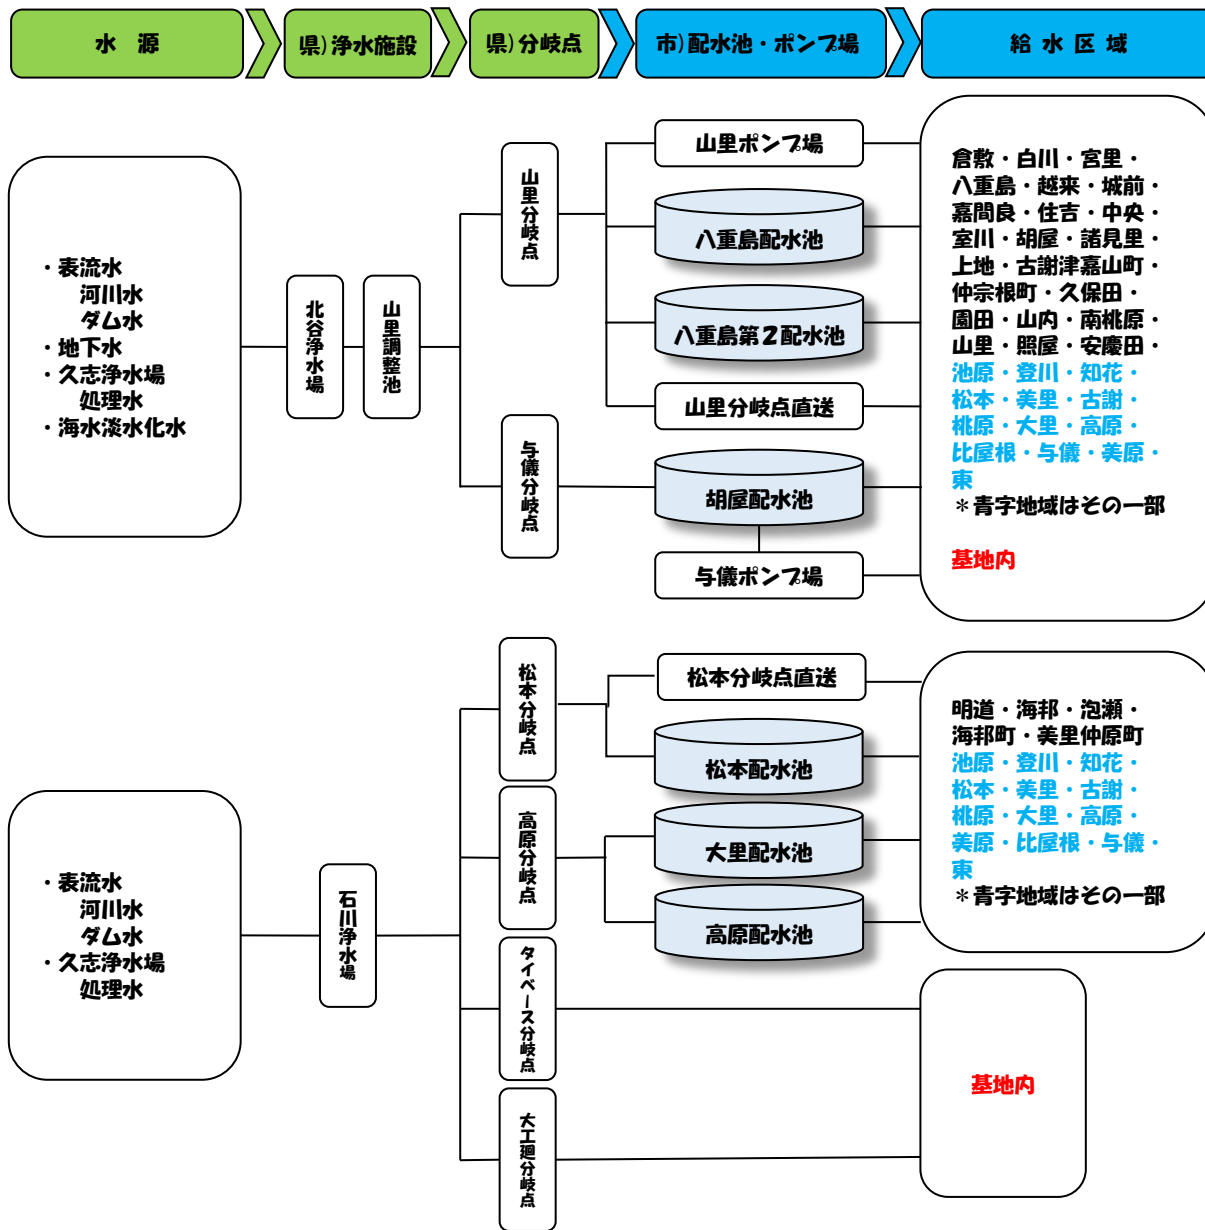 水 源
県)浄水施設
県)分岐点
市)配水池・ポンプ場
給 水 区 域
・表流水
河川水
ダム水
・地下水
・久志浄水場
処理水
・海水淡水化水
北谷浄水場
山里調整池
山里分岐点
与儀分岐点
山里ポンプ場
八重島配水池
八重島第２配水池
山里分岐点直送
胡屋配水池
与儀ポンプ場
倉敷・白川・宮里・
八重島・越来・城前・
嘉間良・住吉・中央・
室川・胡屋・諸見里・
上地・古謝津嘉山町・
仲宗根町・久保田・
園田・山内・南桃原・
山里・照屋・安慶田・
池原・登川・知花・
松本・美里・古謝・
桃原・大里・高原・
比屋根・与儀・美原・
東
＊青字地域はその一部
基地内
・表流水
河川水
ダム水
・久志浄水場
処理水
石川浄水場
松本分岐点
高原分岐点
タイベース分岐点
大工廻分岐点
松本分岐点直送
松本配水池
大里配水池
高原配水池
明道・海邦・泡瀬・
海邦町・美里仲原町
池原・登川・知花・
松本・美里・古謝・
桃原・大里・高原・
美原・比屋根・与儀・
東
＊青字地域はその一部
基地内